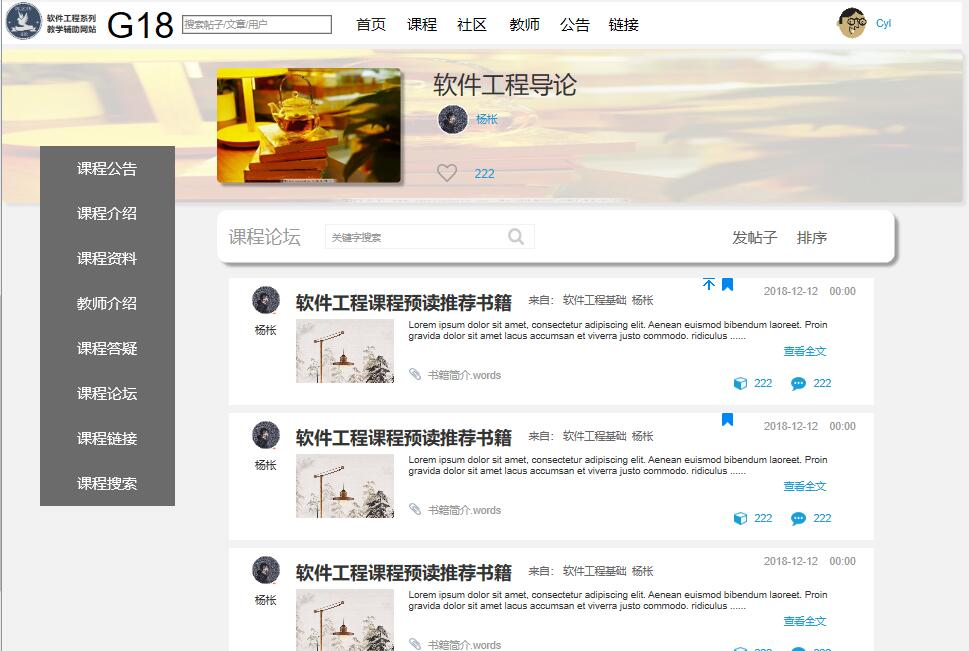 软件工程系列
教学辅助网站
G18
搜索帖子/文章/用户
首页 课程 社区 教师 公告 链接
Cyl
软件工程导论
杨枨
222
课程公告
课程介绍
课程资料
教师介绍
课程答疑
课程论坛
课程链接
课程搜索
课程论坛
关键字搜索
发帖子 排序
杨枨
软件工程课程预读推荐书籍
来自： 软件工程基础 杨枨
2018-12-12 00:00
Lorem ipsum dolor sit amet, consectetur adipiscing elit. Aenean euismod bibendum laoreet. Proin
gravida dolor sit amet lacus accumsan et viverra justo commodo. ridiculus ......
查看全文
书籍简介.words
222 222
杨枨
软件工程课程预读推荐书籍
来自： 软件工程基础 杨枨
2018-12-12 00:00
Lorem ipsum dolor sit amet, consectetur adipiscing elit. Aenean euismod bibendum laoreet. Proin
gravida dolor sit amet lacus accumsan et viverra justo commodo. ridiculus ......
查看全文
书籍简介.words
222 222
杨枨
软件工程课程预读推荐书籍
来自： 软件工程基础 杨枨
2018-12-12 00:00
Lorem ipsum dolor sit amet, consectetur adipiscing elit. Aenean euismod bibendum laoreet. Proin
gravida dolor sit amet lacus accumsan et viverra justo commodo. ridiculus ......
查看全文
书籍简介.words
222 222